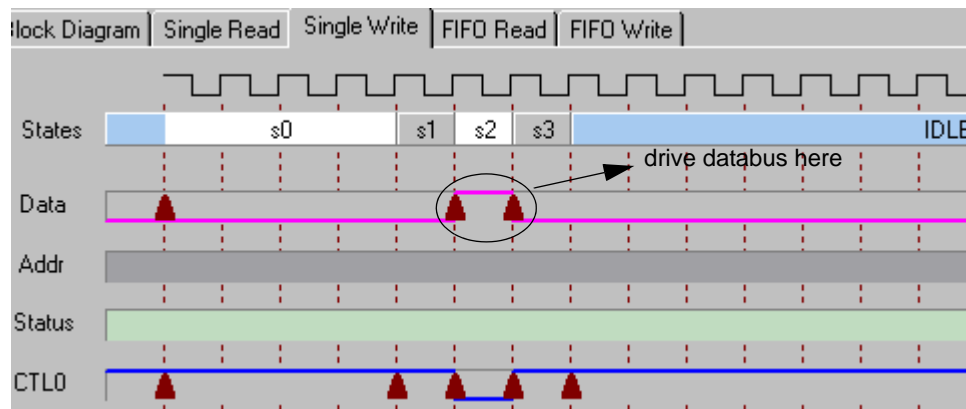 lock Diagram Single Read Single Write FIFO Read FIFO Write
States s0 s1 s2 s3 IDLE
drive databus here
Data
Addr
Status
CTL0